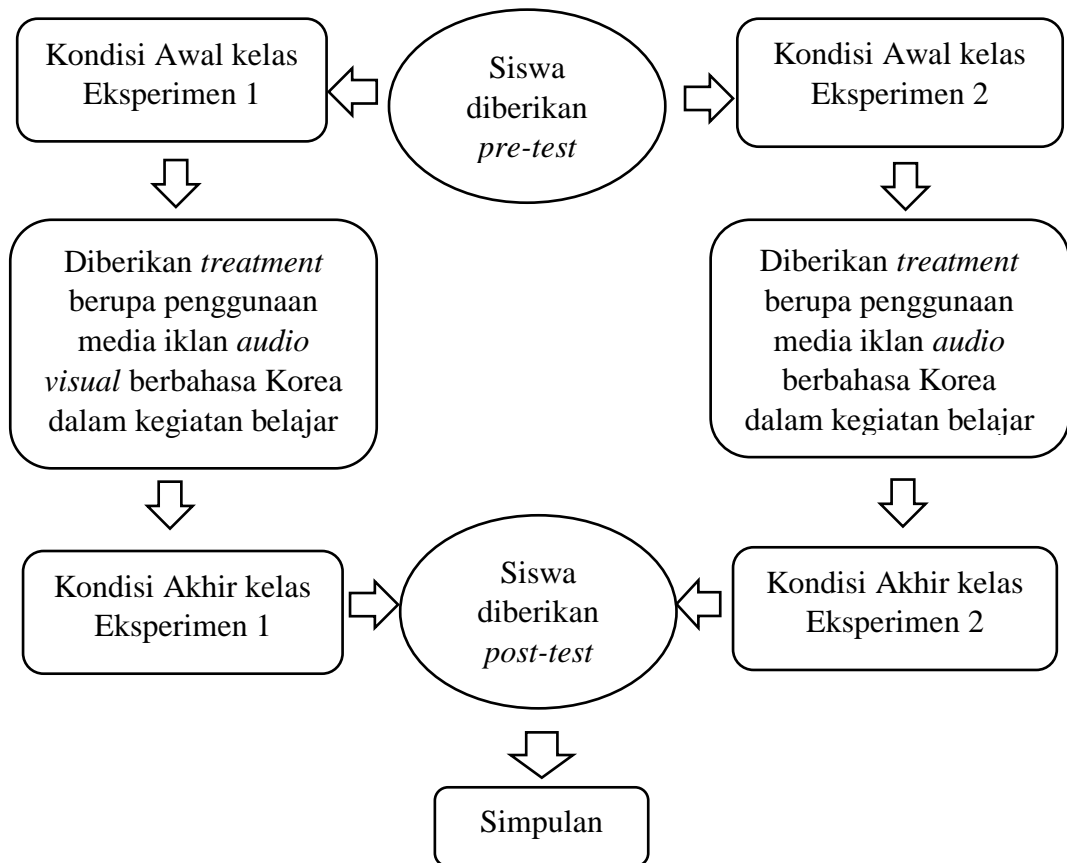 Kondisi Awal kelas
Eksperimen 1
Siswa
diberikan
pre-test
Kondisi Awal kelas
Eksperimen 2
Diberikan treatment
berupa penggunaan
media iklan audio
visual berbahasa Korea
dalam kegiatan belajar
Diberikan treatment
berupa penggunaan
media iklan audio
berbahasa Korea
dalam kegiatan belajar
Kondisi Akhir kelas
Eksperimen 1
Siswa
diberikan
post-test
Kondisi Akhir kelas
Eksperimen 2
Simpulan